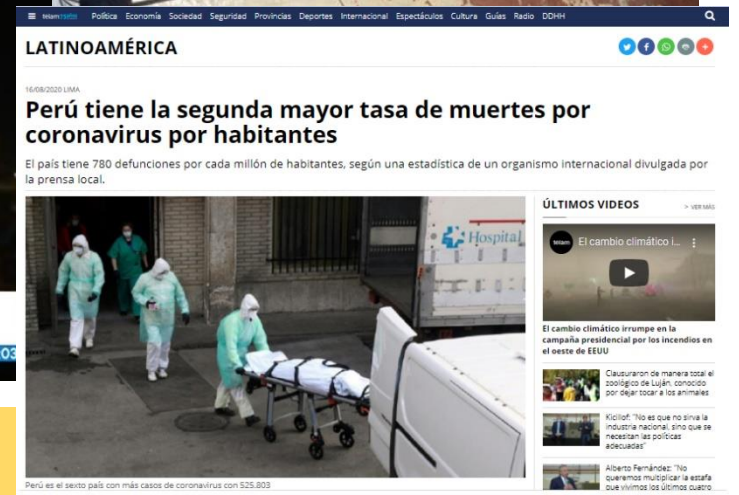 télam
Política Economía Sociedad Seguridad Provincias Deportes Internacional Espectáculos Cultura Guías Radio DDHH
LATINOAMÉRICA
16/08/2020 LIMA
Perú tiene la segunda mayor tasa de muertes por
coronavirus por habitantes
El país tiene 780 defunciones por cada millón de habitantes, según una estadística de un organismo internacional divulgada por
la prensa local.
Hospital
Perú es el sexto país con más casos de coronavirus con 525.803
ÚLTIMOS VIDEOS
> VER MÁS
télam
El cambio climático i...
El cambio climático irrumpe en la
campaña presidencial por los incendios en
el oeste de EEUU
Clausuraron de manera total el
zoológico de Luján, conocido
por dejar tocar a los animales
Kicillof: "No es que no sirva la
industria nacional, sino que se
necesitan las políticas
adecuadas"
Alberto Fernández: "No
queremos multiplicar la estafa
que vivimos los últimos cuatro